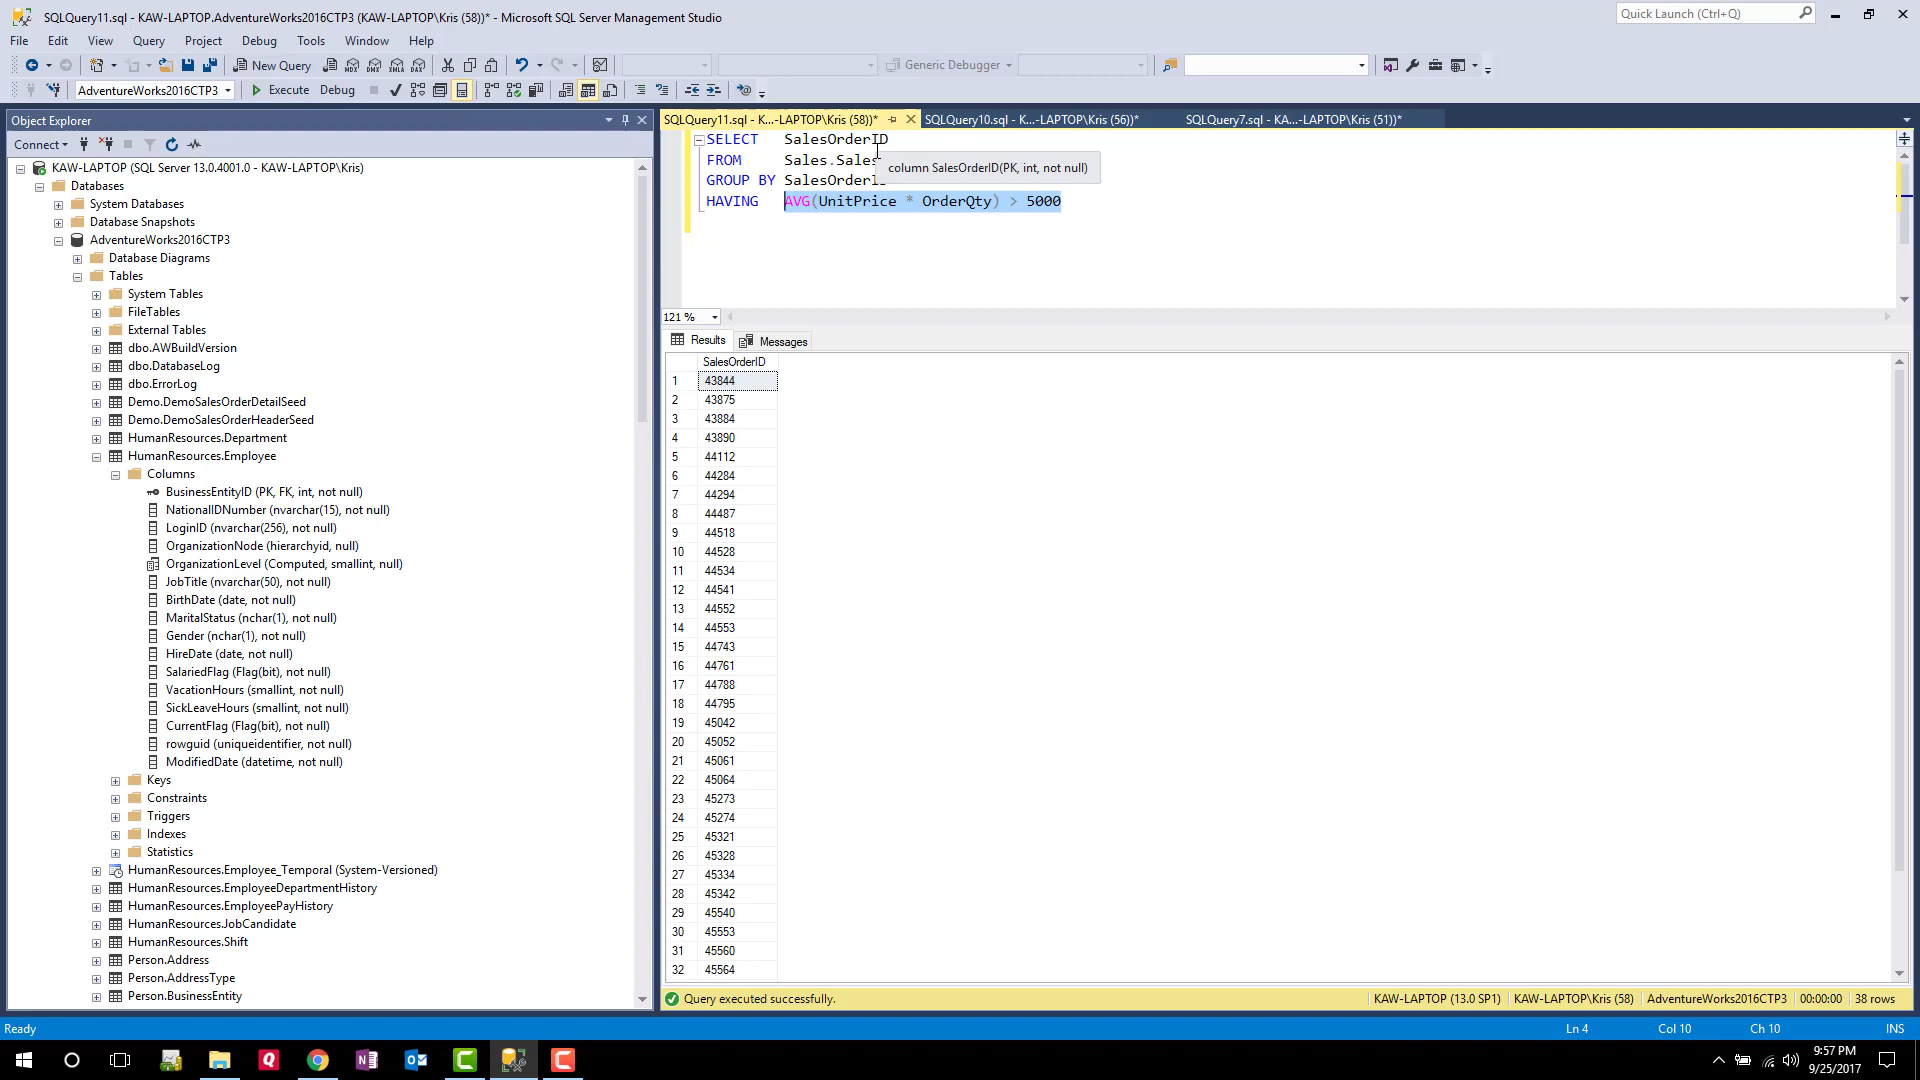 SQLQuery11.sql - KAW-LAPTOP.AdventureWorks2016CTP3 (KAW-LAPTOP\Kris (58))* - Microsoft SQL Server Management Studio
Quick Launch (Ctrl+Q)
File Edit View Query Project Debug Tools Window Help
New Query
Generic Debugger
AdventureWorks2016CTP3
Execute Debug
Object Explorer
Connect
KAW-LAPTOP (SQL Server 13.0.4001.0 - KAW-LAPTOP\Kris)
Databases
System Databases
Database Snapshots
AdventureWorks2016CTP3
Database Diagrams
Tables
System Tables
FileTables
External Tables
dbo.AWBuildVersion
dbo.DatabaseLog
dbo.ErrorLog
Demo.DemoSalesOrderDetailSeed
Demo.DemoSalesOrderHeaderSeed
HumanResources.Department
HumanResources.Employee
Columns
BusinessEntityID (PK, FK, int, not null)
NationalIDNumber (nvarchar(15), not null)
LoginID (nvarchar(256), not null)
OrganizationNode (hierarchyid, null)
OrganizationLevel (Computed, smallint, null)
JobTitle (nvarchar(50), not null)
BirthDate (date, not null)
MaritalStatus (nchar(1), not null)
Gender (nchar(1), not null)
HireDate (date, not null)
SalariedFlag (Flag(bit), not null)
VacationHours (smallint, not null)
SickLeaveHours (smallint, not null)
CurrentFlag (Flag(bit), not null)
rowguid (uniqueidentifier, not null)
ModifiedDate (datetime, not null)
Keys
Constraints
Triggers
Indexes
Statistics
HumanResources.Employee_Temporal (System-Versioned)
HumanResources.EmployeeDepartmentHistory
HumanResources.EmployeePayHistory
HumanResources.JobCandidate
HumanResources.Shift
Person.Address
Person.AddressType
Person.BusinessEntity
SQLQuery11.sql - K...-LAPTOP\Kris (58))*
SQLQuery10.sql - K...-LAPTOP\Kris (56))*
SQLQuery7.sql - KA...-LAPTOP\Kris (51))*
SELECT SalesOrderID
FROM Sales.Sales
column SalesOrderID(PK, int, not null)
GROUP BY SalesOrderI
HAVING AVG(UnitPrice * OrderQty) > 5000
121 %
Results Messages
SalesOrderID
1 43844
2 43875
3 43884
4 43890
5 44112
6 44284
7 44294
8 44487
9 44518
10 44528
11 44534
12 44541
13 44552
14 44553
15 44743
16 44761
17 44788
18 44795
19 45042
20 45052
21 45061
22 45064
23 45273
24 45274
25 45321
26 45328
27 45334
28 45342
29 45540
30 45553
31 45560
32 45564
Query executed successfully.
KAW-LAPTOP (13.0 SP1) KAW-LAPTOP\Kris (58) AdventureWorks2016CTP3 00:00:00 38 rows
Ready
Ln 4 Col 10 Ch 10 INS
9:57 PM
9/25/2017